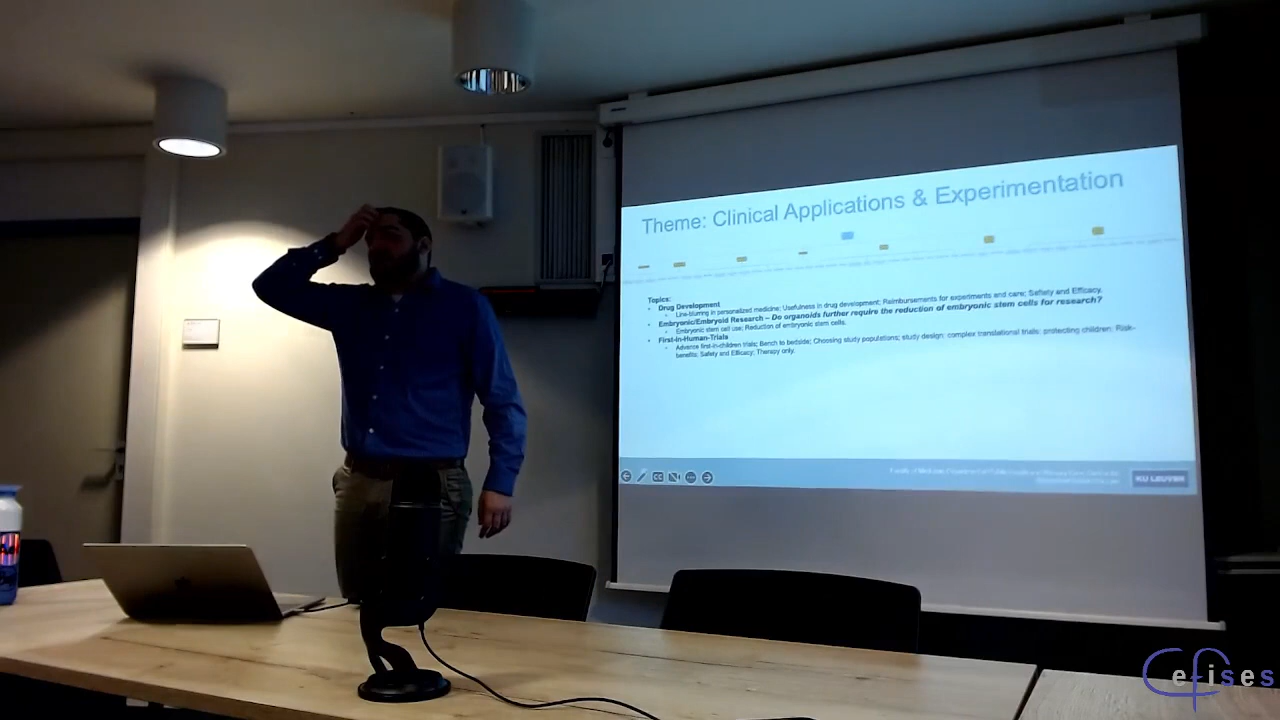 Theme: Clinical Applications & Experimentation
Topics:
Drug Development
Line-blurring in personalized medicine; Usefulness in drug development; Reimbursements for experiments and care; Saftety and Efficacy.
Embryonic/Embryoid Research – Do organoids further require the reduction of embryonic stem cells for research?
Embryonic stem cell use; Reduction of embryonic stem cells.
First-in-Human-Trials
Advance first-in-children trials; Bench to bedside; Choosing study populations; study design: complex translational trials; protecting children; Risk-
benefits; Safety and Efficacy; Therapy only.
KU LEUVEN
Cefises